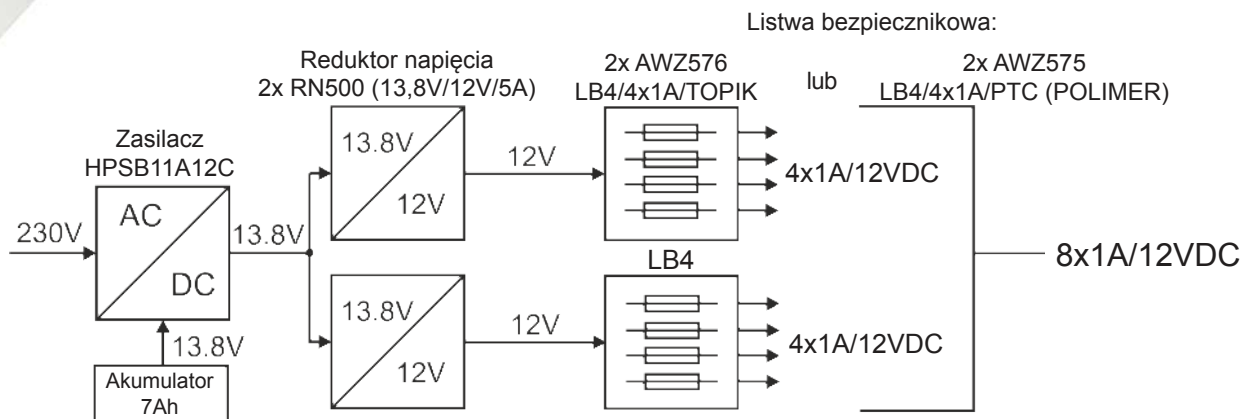 Listwa bezpiecznikowa:
Reduktor napięcia
2x RN500 (13,8V/12V/5A)
2x AWZ576
LB4/4x1A/TOPIK
lub
2x AWZ575
LB4/4x1A/PTC (POLIMER)
Zasilacz
HPSB11A12C
230V
AC
DC
13.8V
13.8V
12V
12V
4x1A/12VDC
LB4
8x1A/12VDC
13.8V
12V
12V
4x1A/12VDC
13.8V
Akumulator
7Ah